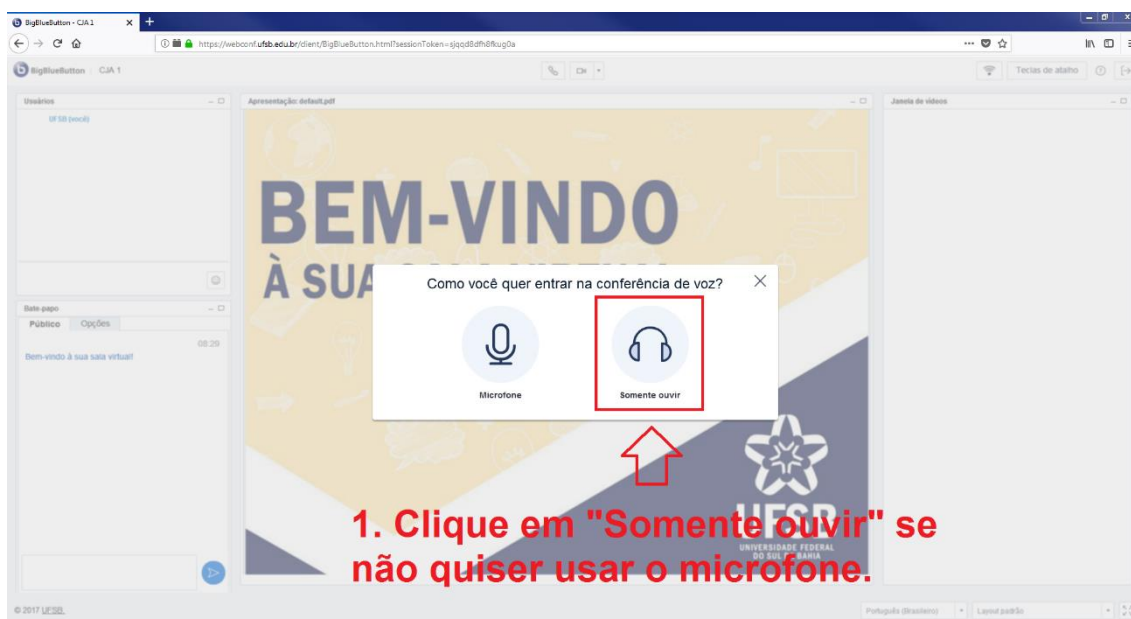 BigBlueButton - CJA 1
https://webconf.ufsb.edu.br/client/BigBlueButton.html?sessionToken=sjqqd8dfh8fkug0a
BigBlueButton CJA 1
Teclas de atalho
Usuários
Apresentação: default.pdf
Janela de vídeos
UFSB (você)
BEM-VINDO
À SUA
Como você quer entrar na conferência de voz?
Microfone
Somente ouvir
Bate-papo
Público
Opções
08:29
Bem-vindo à sua sala virtual!
1. Clique em "Somente ouvir" se
não quiser usar o microfone.
UFSB
UNIVERSIDADE FEDERAL
DO SUL DA BAHIA
© 2017 UFSB.
Português (Brasileiro)
Layout padrão